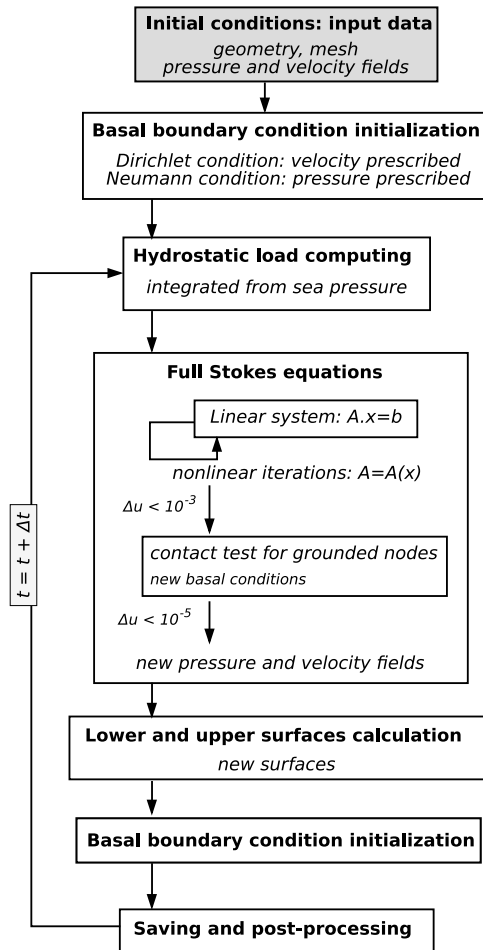 Initial conditions: input data
geometry, mesh
pressure and velocity fields
Basal boundary condition initialization
Dirichlet condition: velocity prescribed
Neumann condition: pressure prescribed
Hydrostatic load computing
integrated from sea pressure
Full Stokes equations
Linear system: A.x=b
nonlinear iterations: A=A(x)
Δu < 10⁻³
contact test for grounded nodes
new basal conditions
Δu < 10⁻⁵
new pressure and velocity fields
t = t + Δt
Lower and upper surfaces calculation
new surfaces
Basal boundary condition initialization
Saving and post-processing